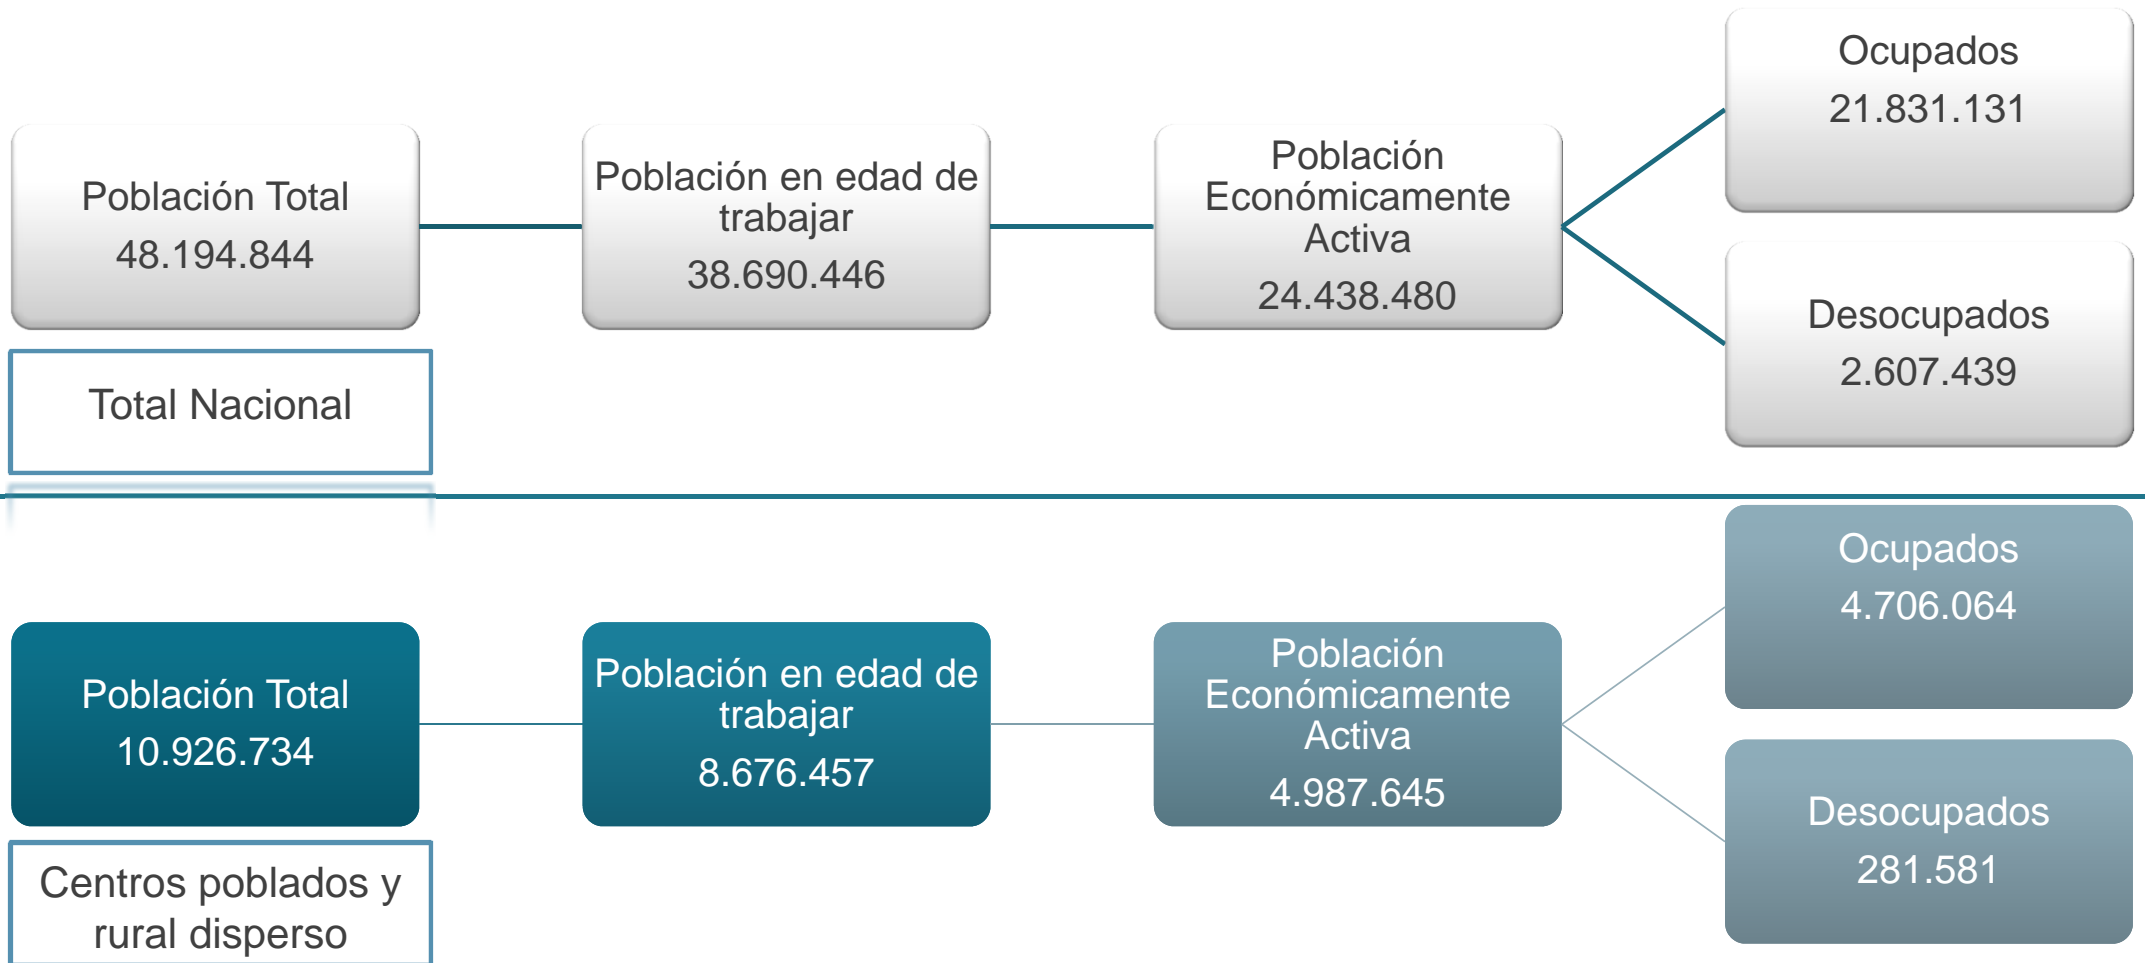 Población Total
48.194.844
Población en edad de
trabajar
38.690.446
Población
Económicamente
Activa
24.438.480
Ocupados
21.831.131
Desocupados
2.607.439
Total Nacional
Población Total
10.926.734
Población en edad de
trabajar
8.676.457
Población
Económicamente
Activa
4.987.645
Ocupados
4.706.064
Desocupados
281.581
Centros poblados y
rural disperso